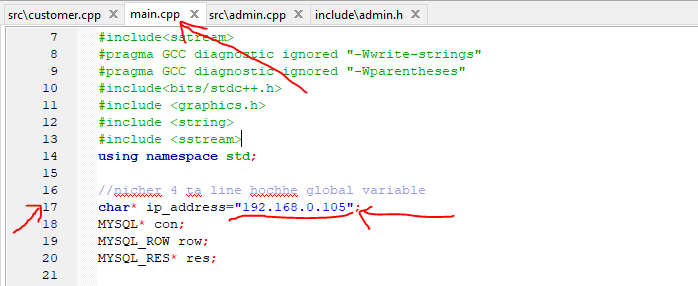 src\customer.cpp main.cpp src\admin.cpp include\admin.h
7 #include<sstream>
8 #pragma GCC diagnostic ignored "-Wwrite-strings"
9 #pragma GCC diagnostic ignored "-Wparentheses"
10 #include<bits/stdc++.h>
11 #include <graphics.h>
12 #include <string>
13 #include <sstream>
14 using namespace std;
15
16 //nicher 4 ta line hochhe global variable
17 char* ip_address="192.168.0.105";
18 MYSQL* con;
19 MYSQL_ROW row;
20 MYSQL_RES* res;
21